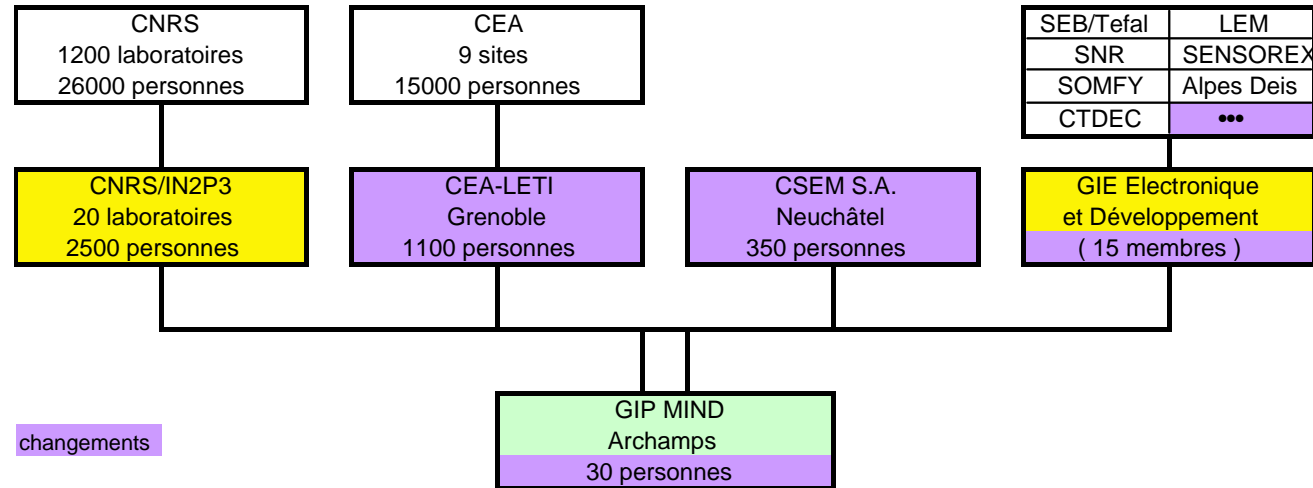 CNRS
1200 laboratoires
26000 personnes
CEA
9 sites
15000 personnes
SEB/Tefal LEM
SNR SENSOREX
SOMFY Alpes Deis
CTDEC •••
CNRS/IN2P3
20 laboratoires
2500 personnes
CEA-LETI
Grenoble
1100 personnes
CSEM S.A.
Neuchâtel
350 personnes
GIE Electronique
et Développement
( 15 membres )
GIP MIND
Archamps
30 personnes
changements